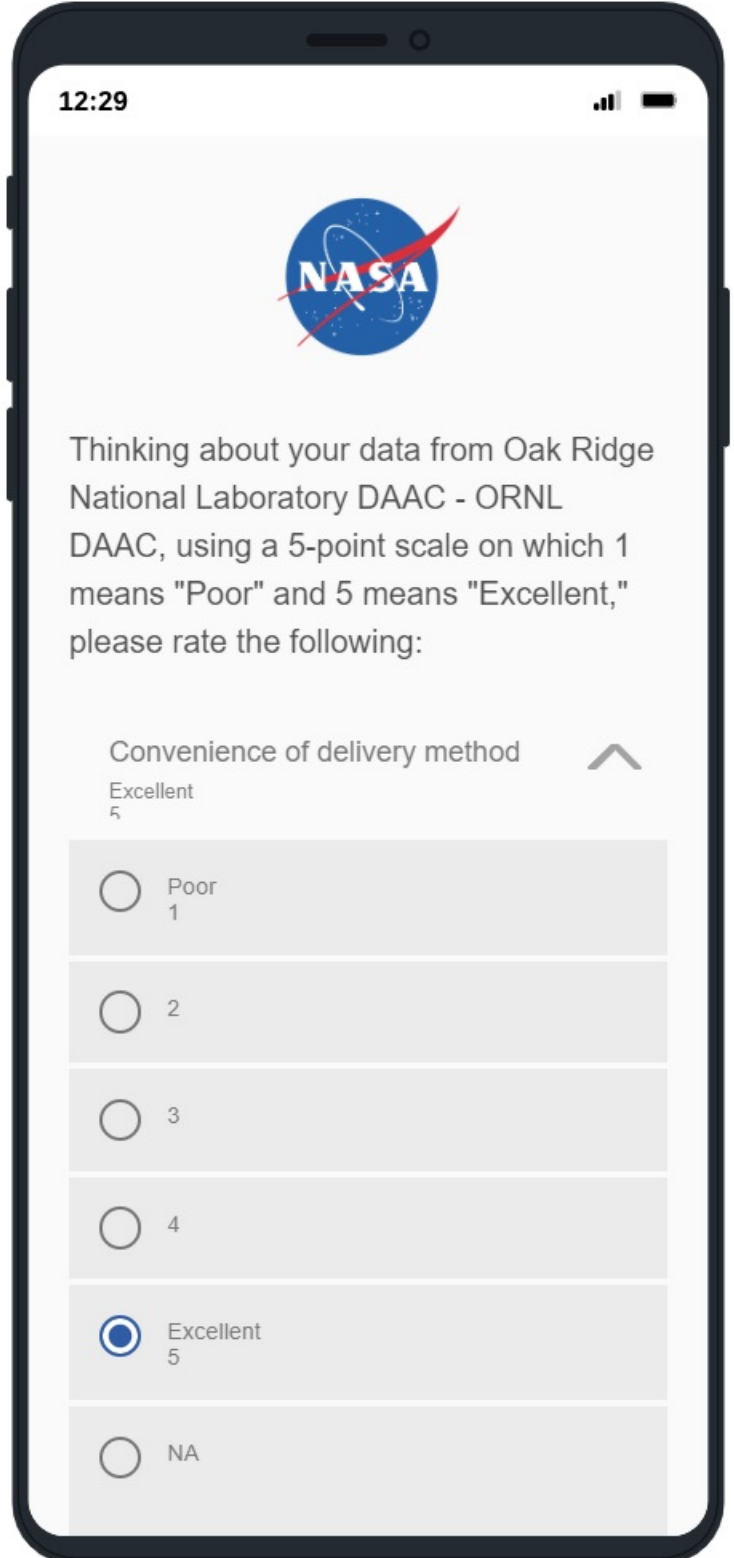 12:29
NASA
Thinking about your data from Oak Ridge
National Laboratory DAAC - ORNL
DAAC, using a 5-point scale on which 1
means "Poor" and 5 means "Excellent,"
please rate the following:
Convenience of delivery method
Excellent
5
Poor
1
2
3
4
Excellent
5
NA